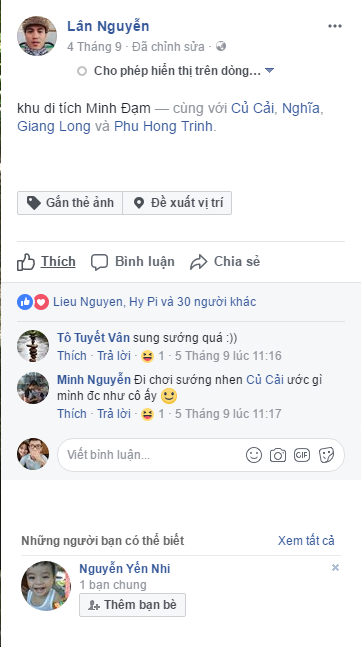 Lân Nguyễn
4 Tháng 9 · Đã chỉnh sửa ·
Cho phép hiển thị trên dòng…
khu di tích Minh Đạm — cùng với Củ Cải, Nghĩa,
Giang Long và Phu Hong Trinh.
Gắn thẻ ảnh
Đề xuất vị trí
Thích
Bình luận
Chia sẻ
Lieu Nguyen, Hy Pi và 30 người khác
Tô Tuyết Vân sung sướng quá :))
Thích · Trả lời · 1 · 5 Tháng 9 lúc 11:16
Minh Nguyễn Đi chơi sướng nhen Củ Cải ước gì
mình đc như cô ấy
Thích · Trả lời · 1 · 5 Tháng 9 lúc 11:17
Viết bình luận...
GIF
Những người bạn có thể biết
Xem tất cả
Nguyễn Yến Nhi
1 bạn chung
Thêm bạn bè